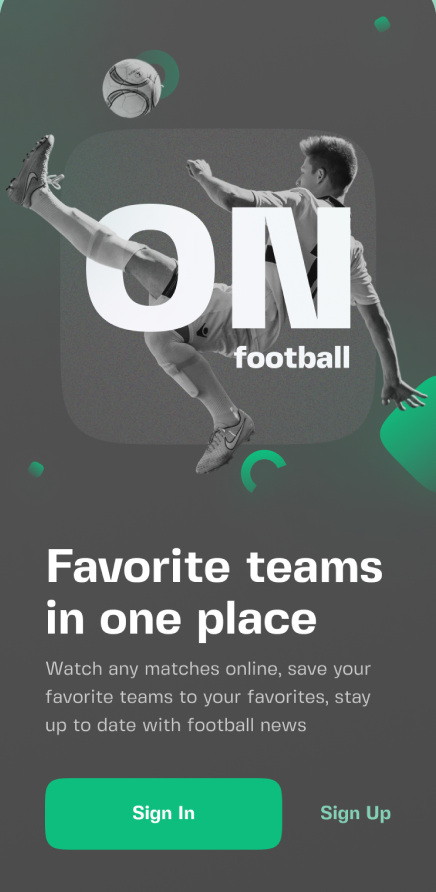 ON
football
Favorite teams
in one place
Watch any matches online, save your
favorite teams to your favorites, stay
up to date with football news
Sign In
Sign Up